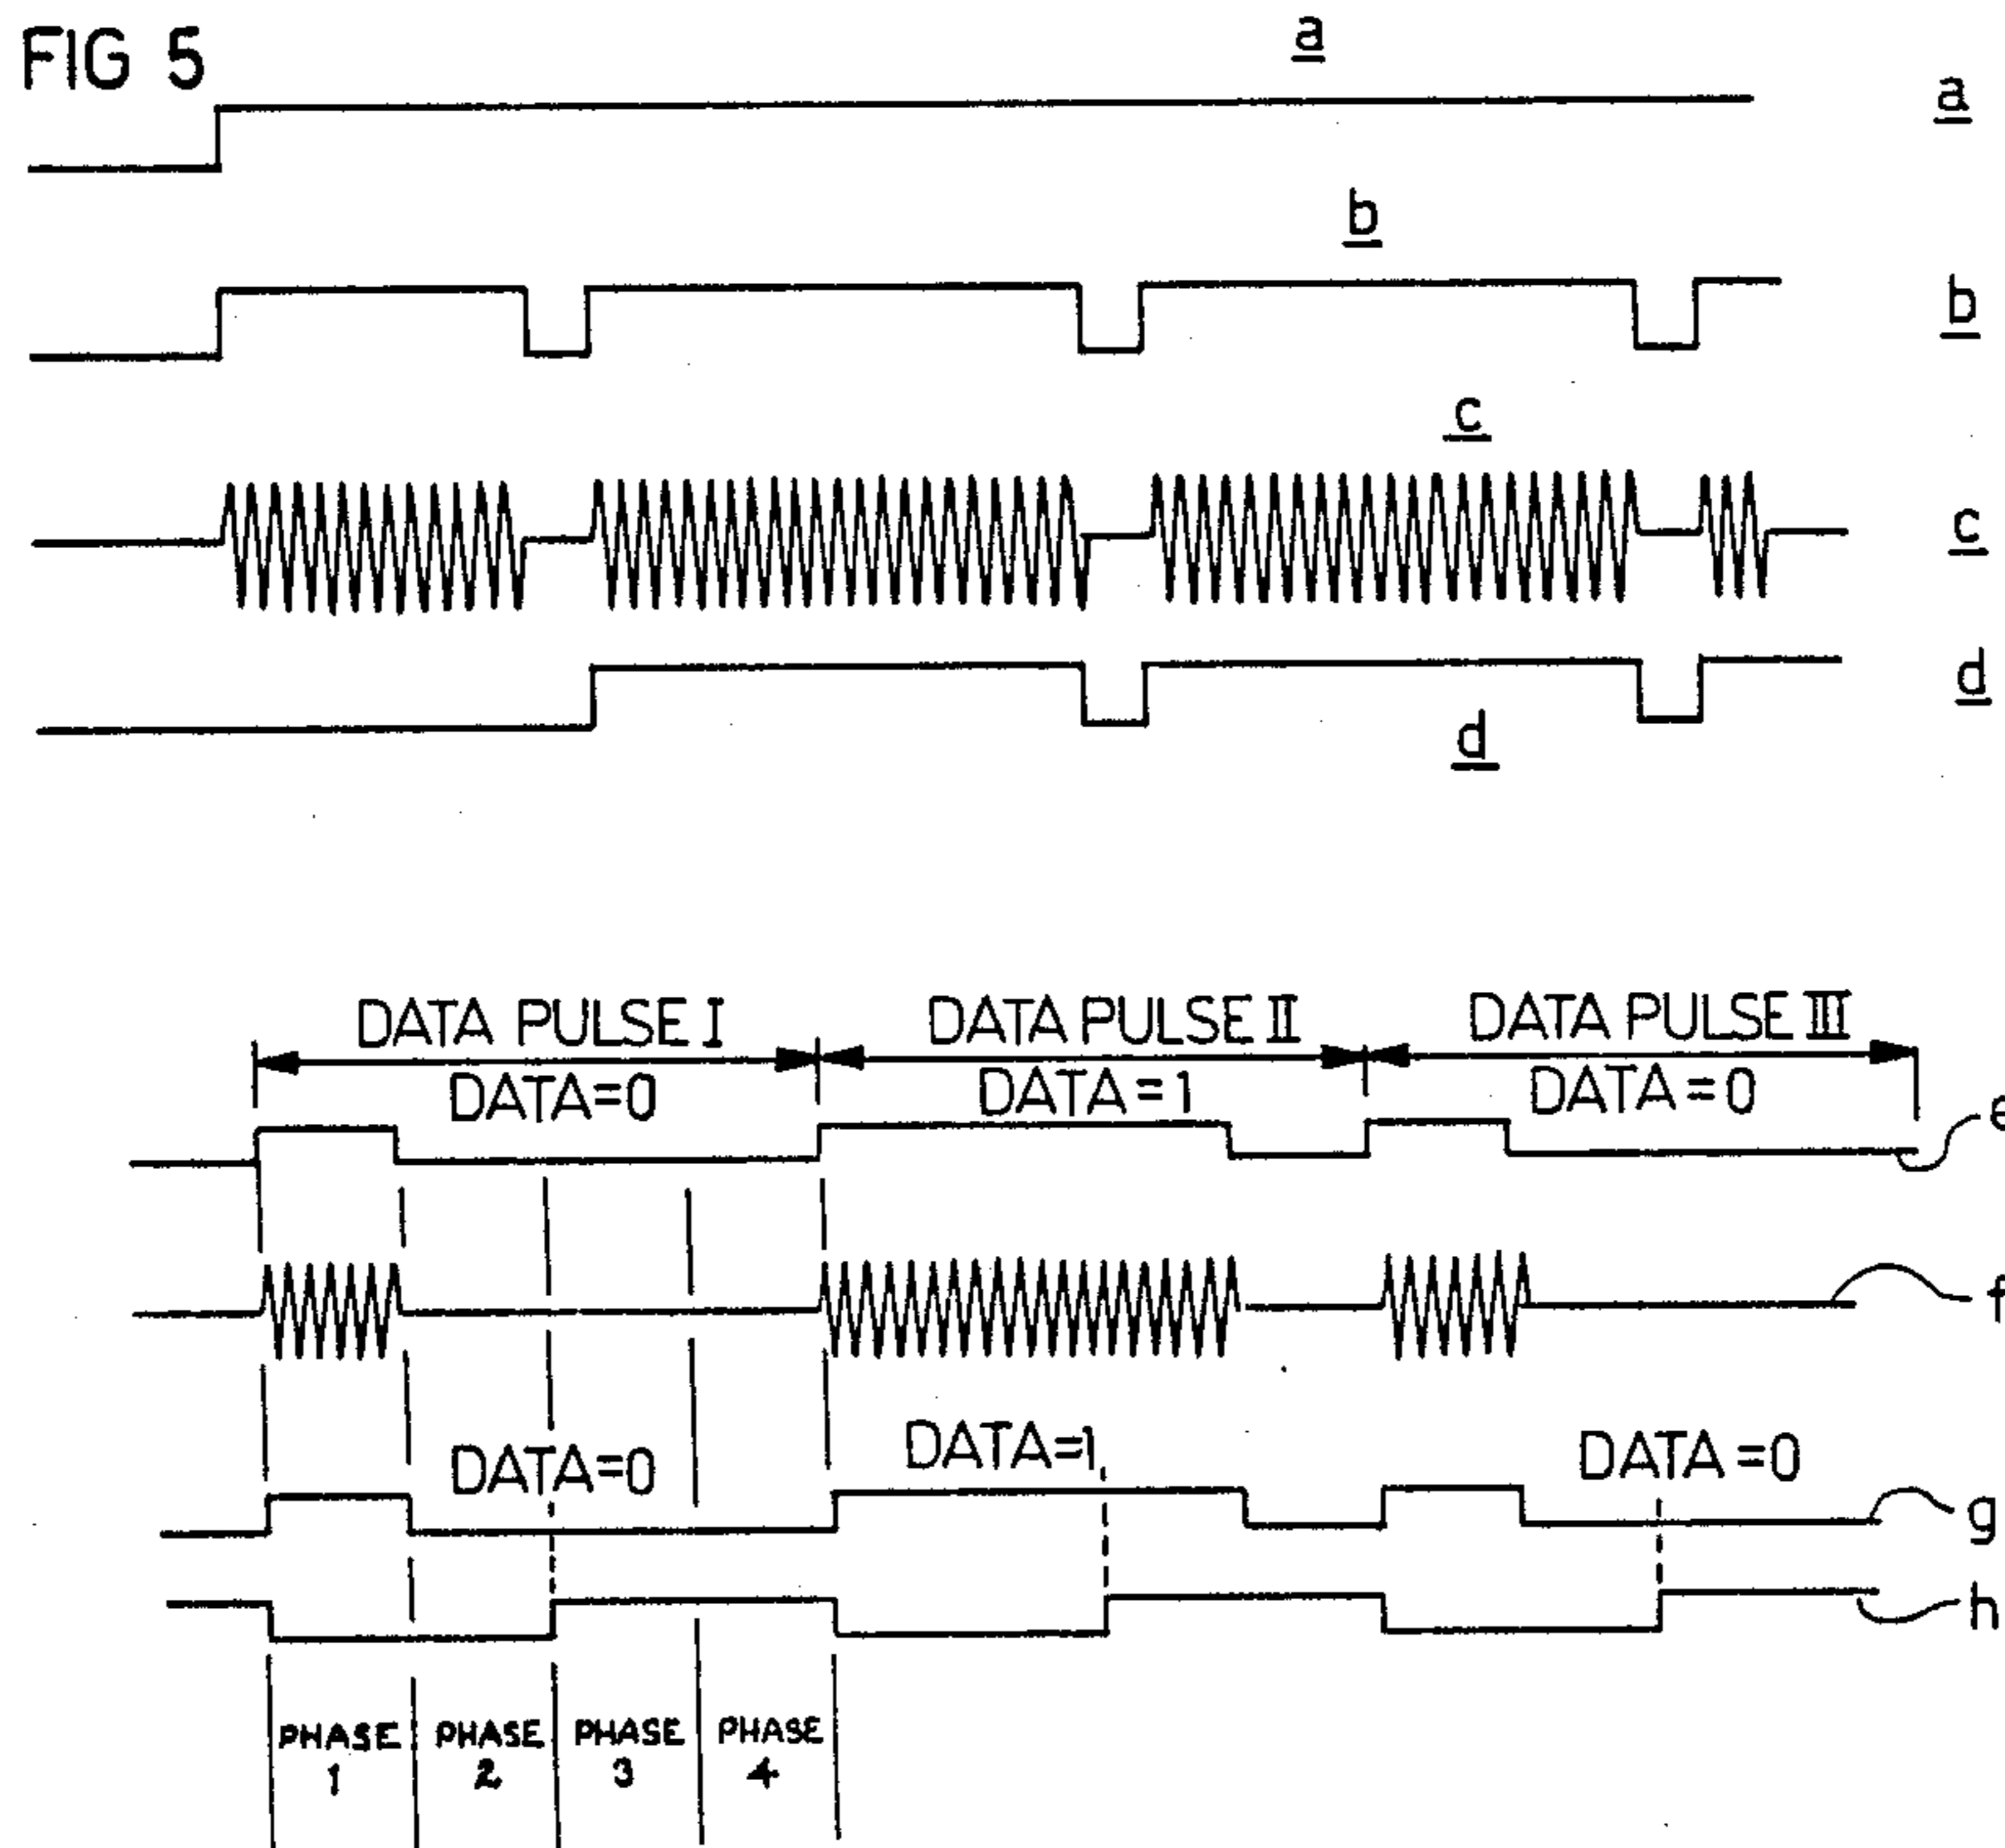 FIG 5
a
a
b
b
c
c
d
d
DATA PULSE I
DATA PULSE II
DATA PULSE III
DATA=0
DATA=1
DATA=0
e
f
DATA=0
DATA=1
DATA=0
g
h
PHASE 1
PHASE 2
PHASE 3
PHASE 4